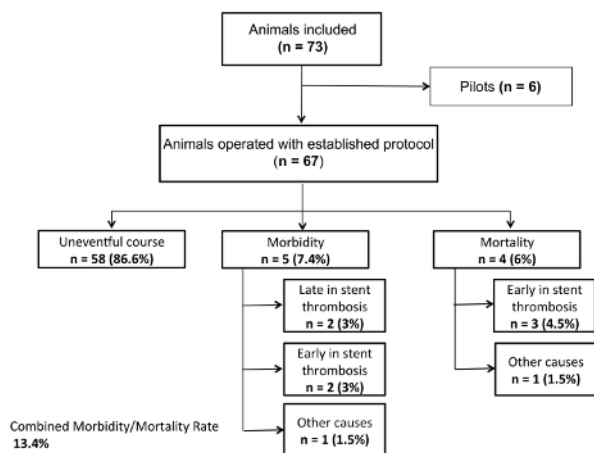 Animals included
(n = 73)
Pilots (n = 6)
Animals operated with established protocol
(n = 67)
Uneventful course
n = 58 (86.6%)
Morbidity
n = 5 (7.4%)
Mortality
n = 4 (6%)
Late in stent
thrombosis
n = 2 (3%)
Early in stent
thrombosis
n = 2 (3%)
Other causes
n = 1 (1.5%)
Early in stent
thrombosis
n = 3 (4.5%)
Other causes
n = 1 (1.5%)
Combined Morbidity/Mortality Rate
13.4%